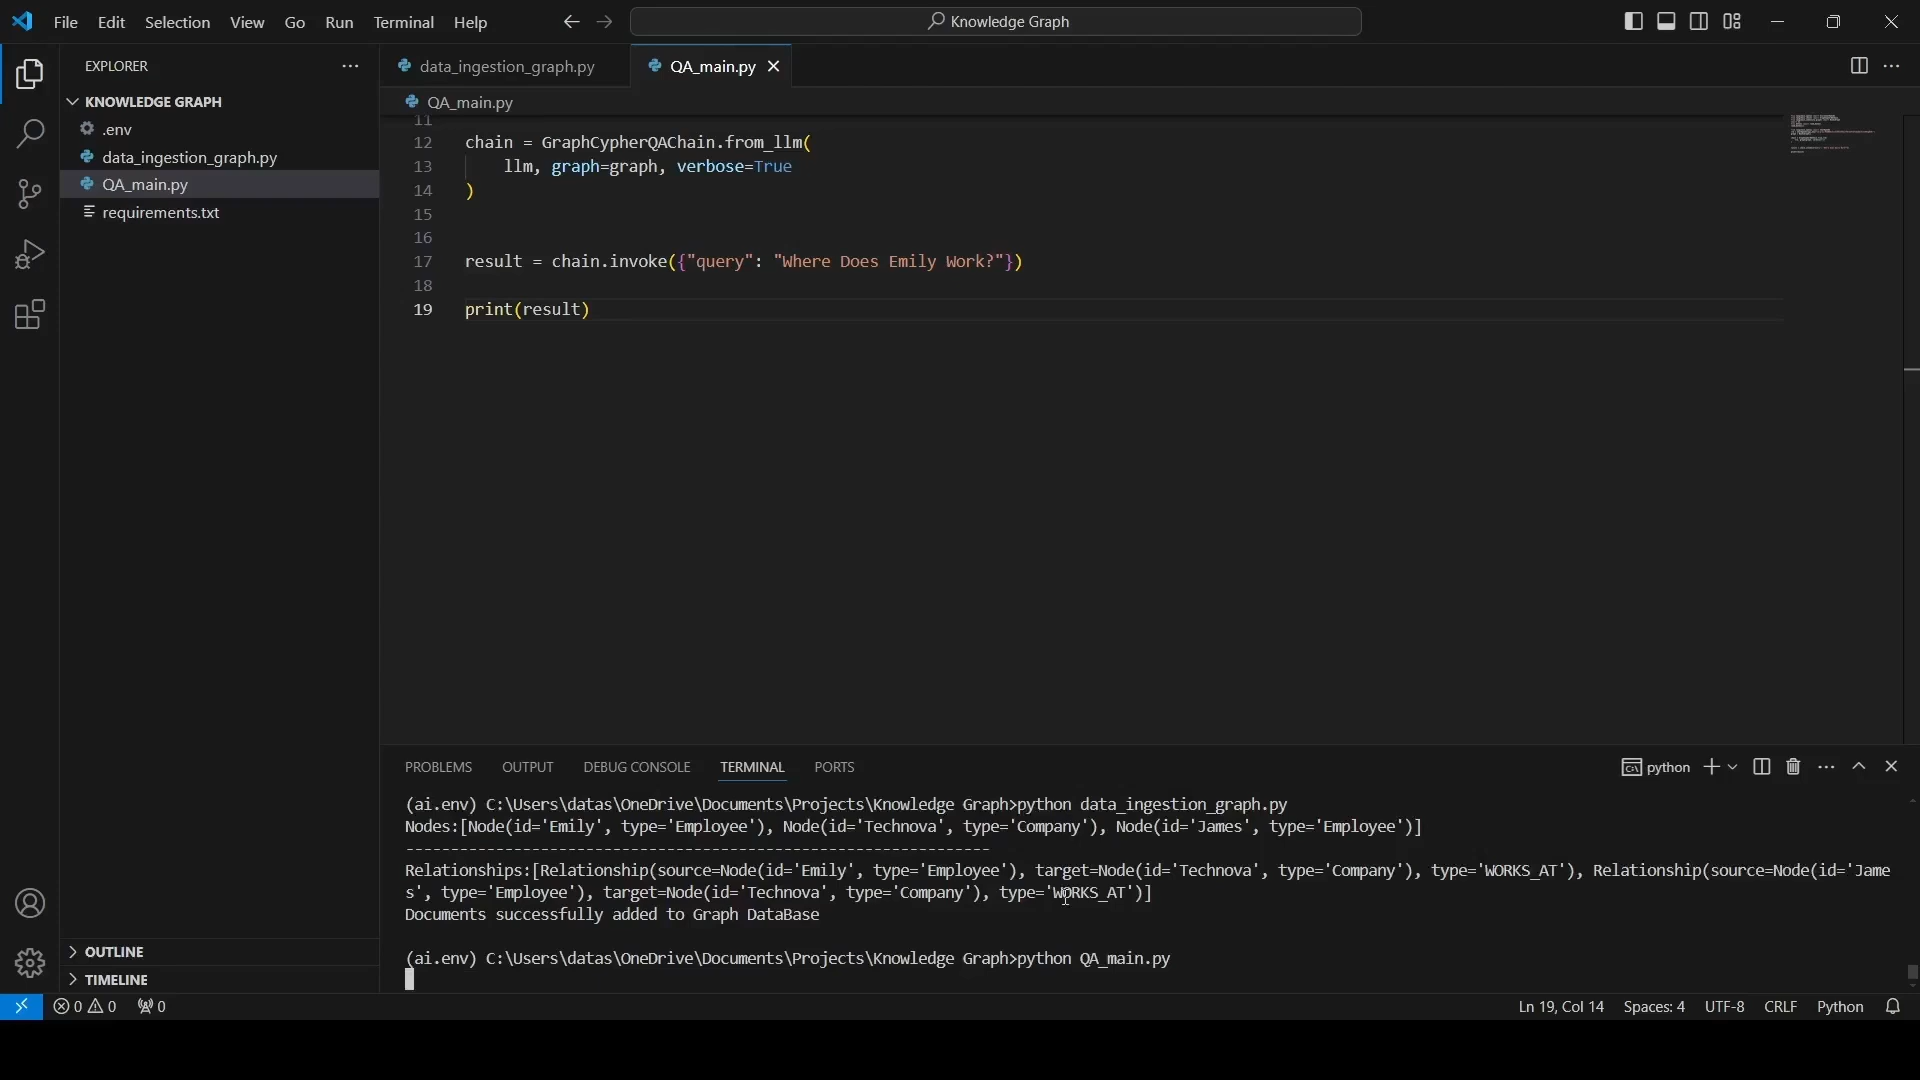 File Edit Selection View Go Run Terminal Help
Knowledge Graph
EXPLORER
KNOWLEDGE GRAPH
.env
data_ingestion_graph.py
QA_main.py
requirements.txt
OUTLINE
TIMELINE
data_ingestion_graph.py
QA_main.py
QA_main.py
11
12 chain = GraphCypherQAChain.from_llm(
13 llm, graph=graph, verbose=True
14 )
15
16
17 result = chain.invoke({"query": "Where Does Emily Work?"})
18
19 print(result)
PROBLEMS OUTPUT DEBUG CONSOLE TERMINAL PORTS
python
(ai.env) C:\Users\datas\OneDrive\Documents\Projects\Knowledge Graph>python data_ingestion_graph.py
Nodes:[Node(id='Emily', type='Employee'), Node(id='Technova', type='Company'), Node(id='James', type='Employee')]
-----------------------------------------------------------------
Relationships:[Relationship(source=Node(id='Emily', type='Employee'), target=Node(id='Technova', type='Company'), type='WORKS_AT'), Relationship(source=Node(id='Jame
s', type='Employee'), target=Node(id='Technova', type='Company'), type='WORKS_AT')]
Documents successfully added to Graph DataBase
(ai.env) C:\Users\datas\OneDrive\Documents\Projects\Knowledge Graph>python QA_main.py
0 0 0
Ln 19, Col 14 Spaces: 4 UTF-8 CRLF Python